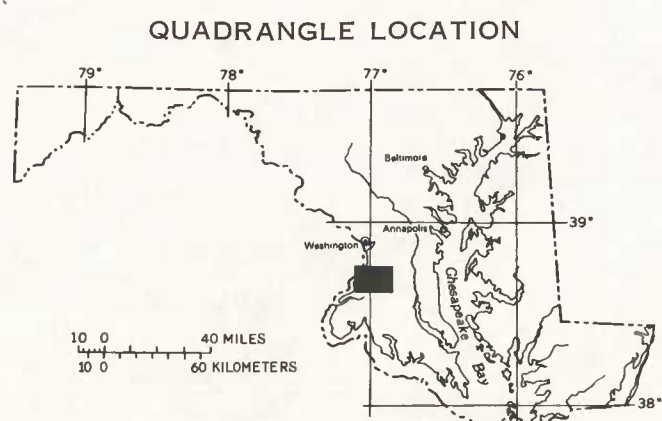 QUADRANGLE LOCATION
79° 78° 77° 76°
Baltimore
39°
Annapolis
Washington
Chesapeake
Bay
10 0 40 MILES
10 0 60 KILOMETERS
38°